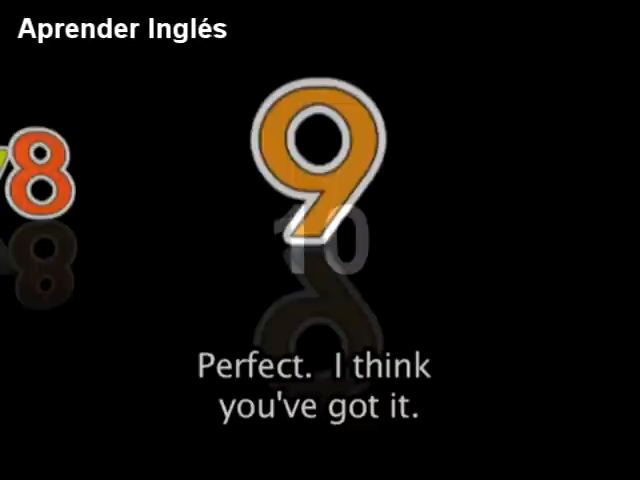 Aprender Inglés
8
9
10
Perfect. I think
you've got it.